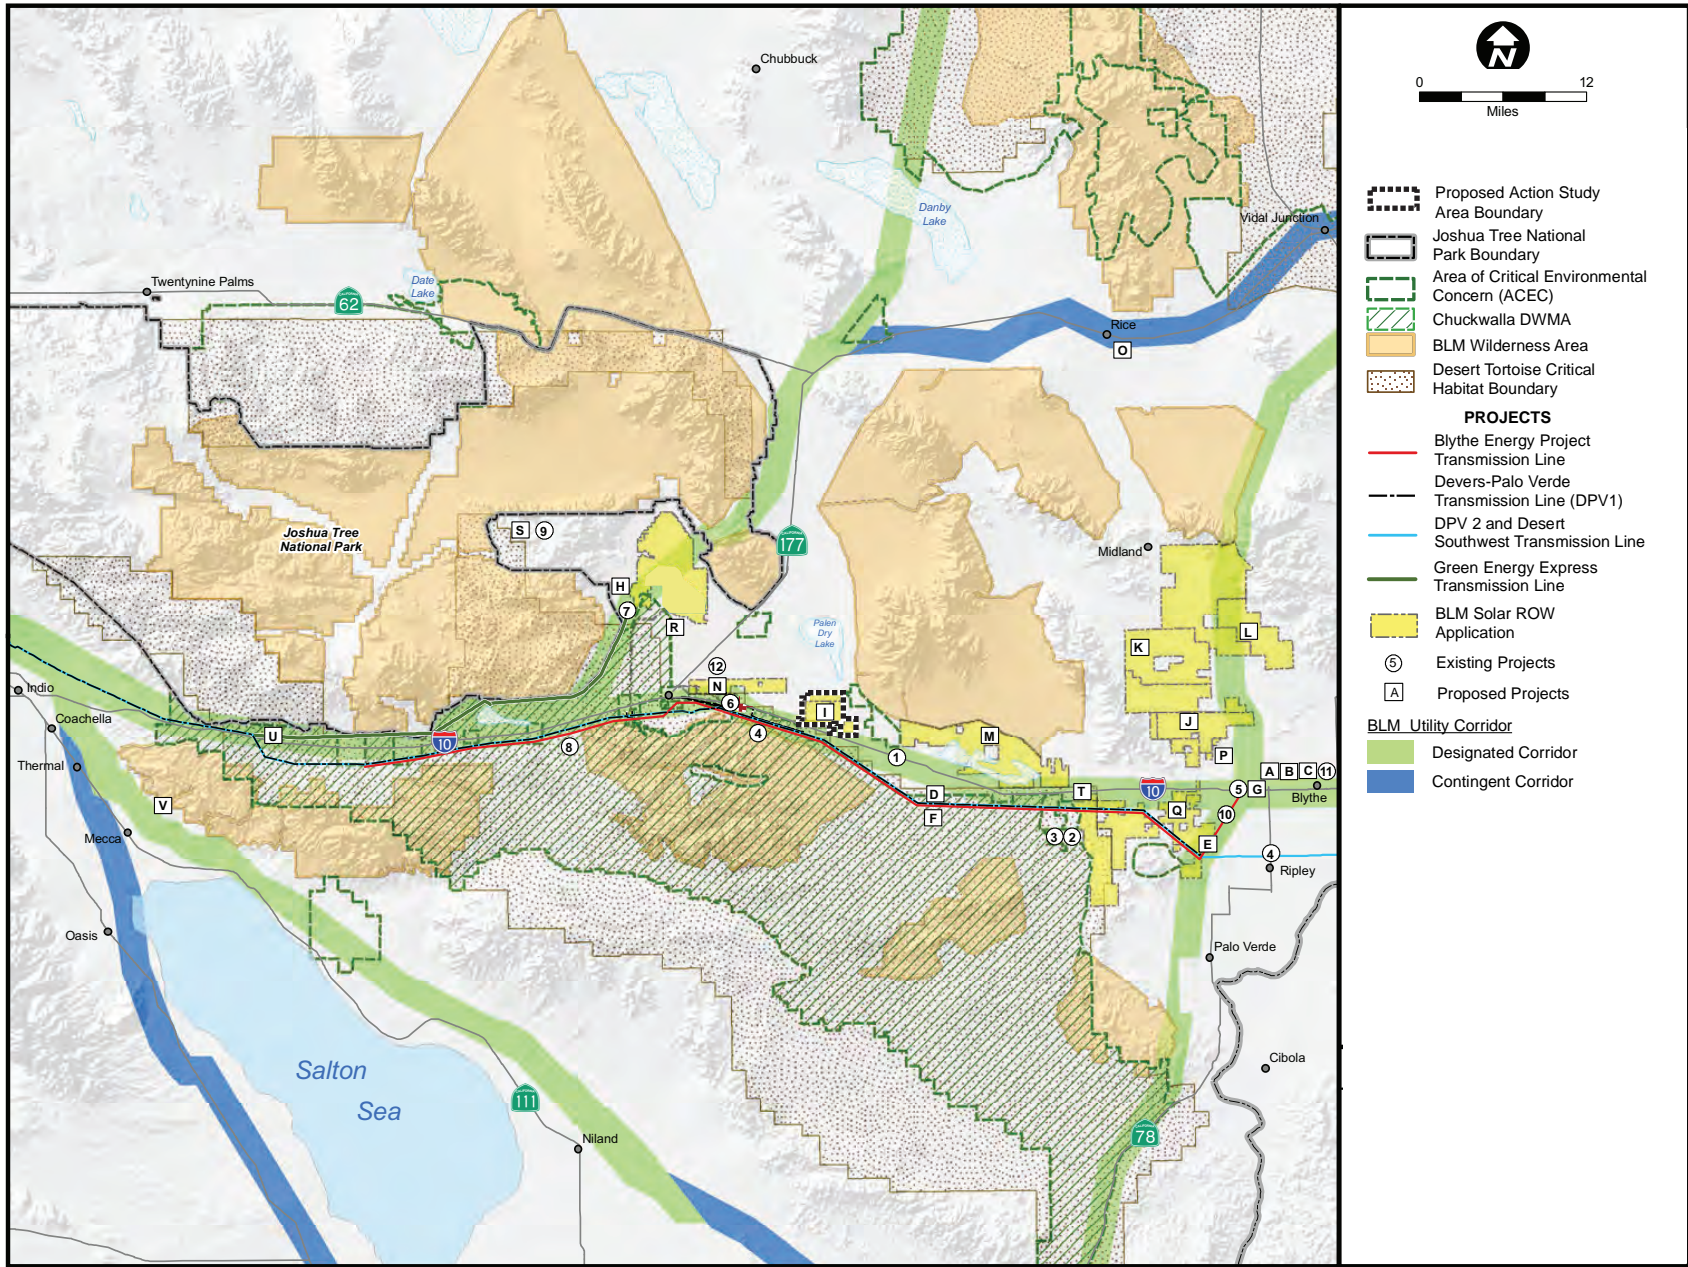 Chubbuck
Danby
Lake
Vidal Junction
Twentynine Palms
Date
Lake
CALIFORNIA
62
Rice
O
S
9
Joshua Tree
National Park
CALIFORNIA
177
Midland
H
7
R
Palen
Dry
Lake
K
L
12
N
6
I
Indio
Coachella
U
10
8
4
1
M
J
P
A
B
C
11
Thermal
V
D
F
T
10
5
G
Blythe
Q
10
Mecca
3
2
E
4
Ripley
Oasis
Palo Verde
Salton
Sea
CALIFORNIA
111
Cibola
Niland
CALIFORNIA
78
N
0
12
Miles
Proposed Action Study
Area Boundary
Joshua Tree National
Park Boundary
Area of Critical Environmental
Concern (ACEC)
Chuckwalla DWMA
BLM Wilderness Area
Desert Tortoise Critical
Habitat Boundary
PROJECTS
Blythe Energy Project
Transmission Line
Devers-Palo Verde
Transmission Line (DPV1)
DPV 2 and Desert
Southwest Transmission Line
Green Energy Express
Transmission Line
BLM Solar ROW
Application
5
Existing Projects
A
Proposed Projects
BLM Utility Corridor
Designated Corridor
Contingent Corridor